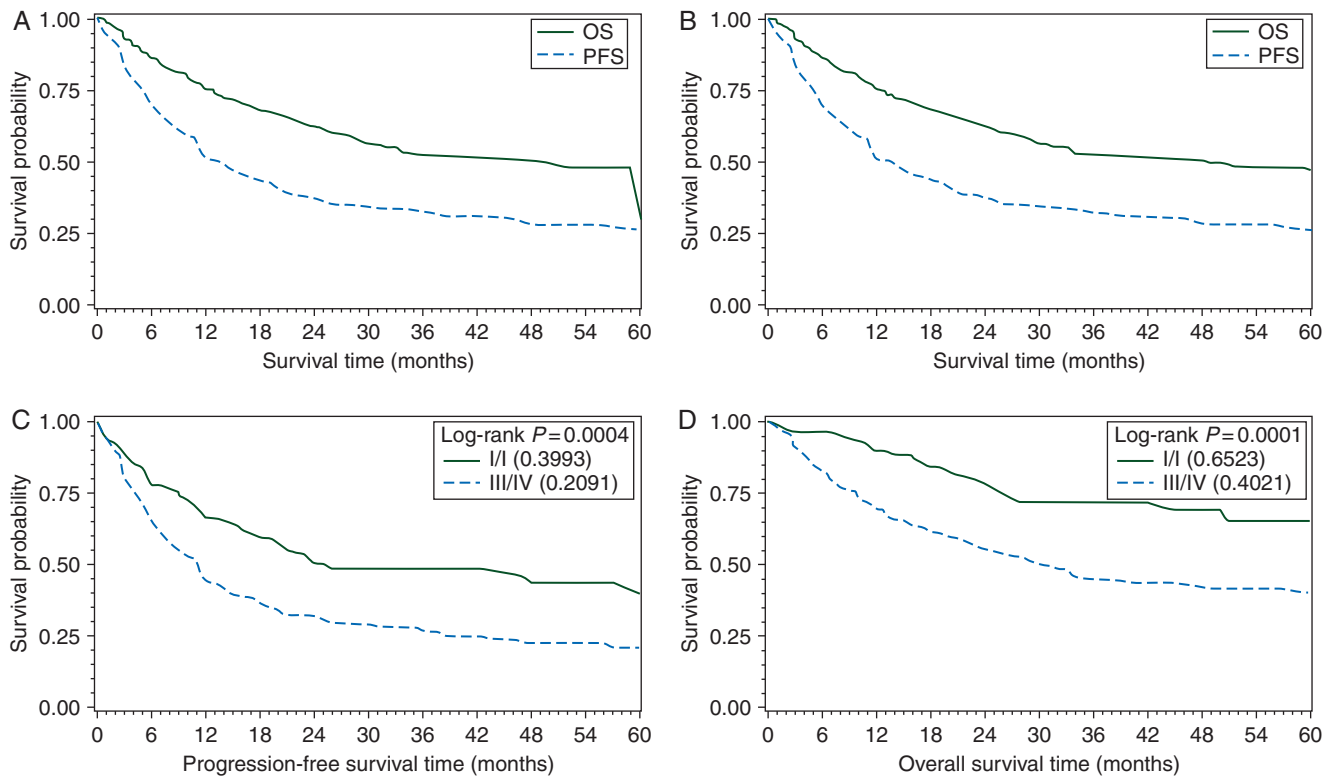 A
1.00
0.75
0.50
0.25
0.00
Survival probability
OS
PFS
0 6 12 18 24 30 36 42 48 54 60
Survival time (months)
B
1.00
0.75
0.50
0.25
0.00
Survival probability
OS
PFS
0 6 12 18 24 30 36 42 48 54 60
Survival time (months)
C
1.00
0.75
0.50
0.25
0.00
Survival probability
Log-rank P=0.0004
I/I (0.3993)
III/IV (0.2091)
0 6 12 18 24 30 36 42 48 54 60
Progression-free survival time (months)
D
1.00
0.75
0.50
0.25
0.00
Survival probability
Log-rank P=0.0001
I/I (0.6523)
III/IV (0.4021)
0 6 12 18 24 30 36 42 48 54 60
Overall survival time (months)